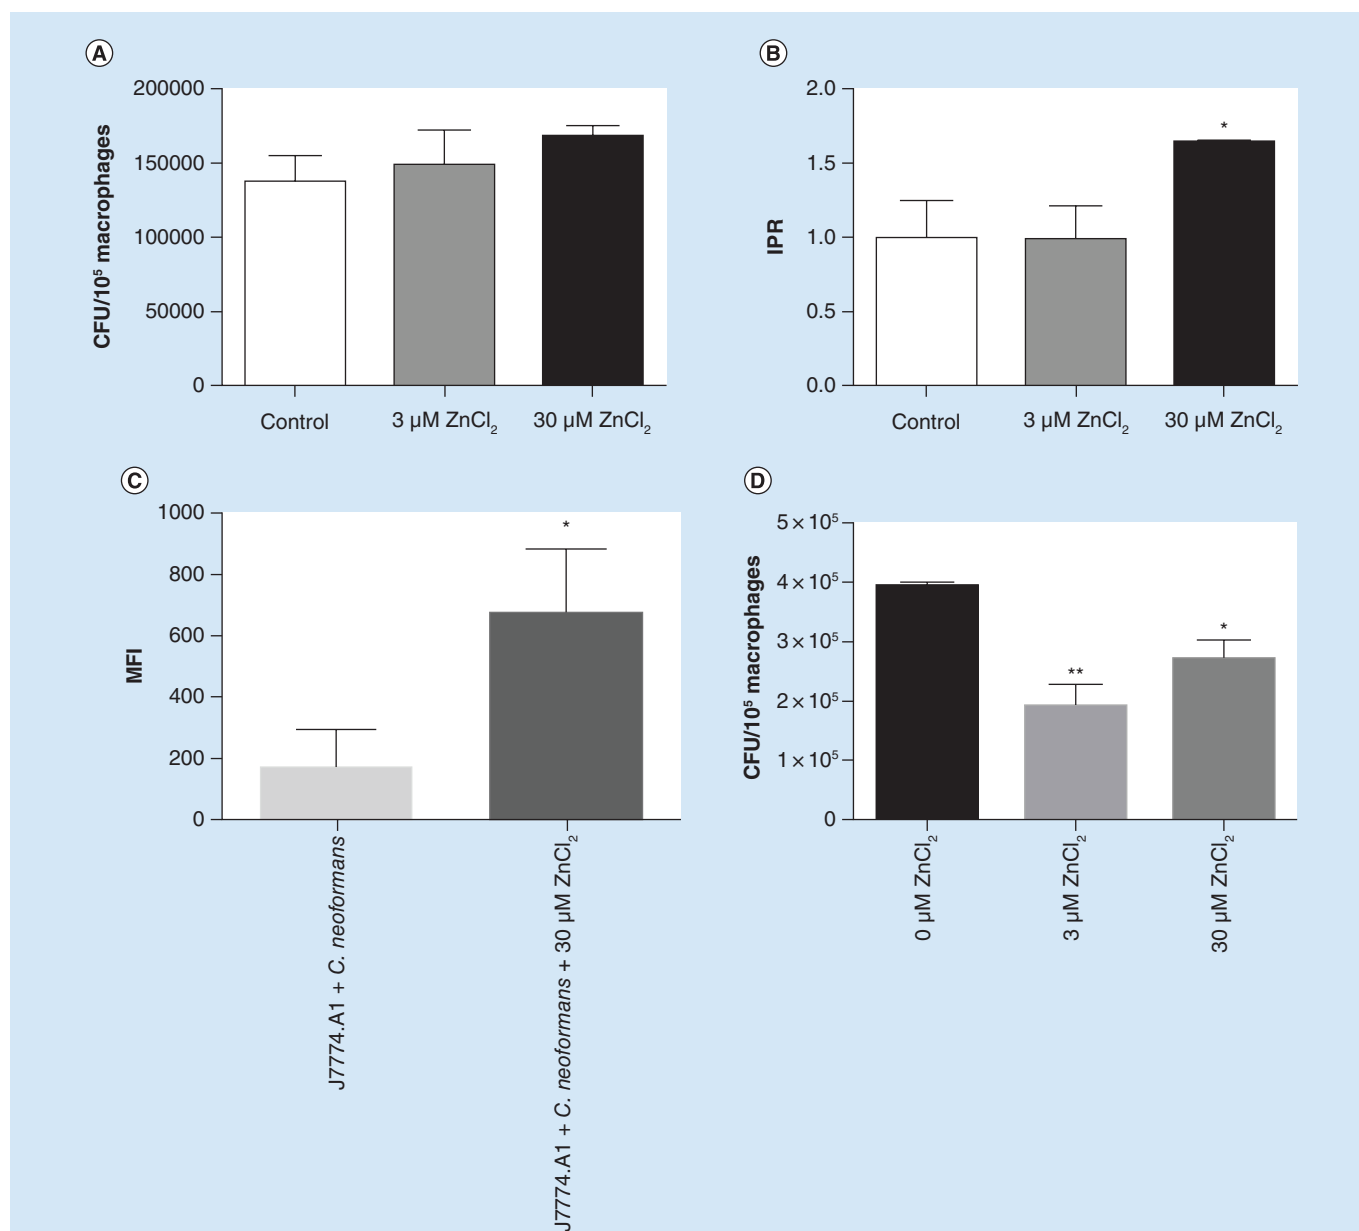 A
CFU/10⁵ macrophages
200000
150000
100000
50000
0
Control
3 µM ZnCl₂
30 µM ZnCl₂
B
IPR
2.0
1.5
1.0
0.5
0.0
*
Control
3 µM ZnCl₂
30 µM ZnCl₂
C
MFI
1000
800
600
400
200
0
*
J7774.A1 + C. neoformans
J7774.A1 + C. neoformans + 30 µM ZnCl₂
D
CFU/10⁵ macrophages
5 × 10⁵
4 × 10⁵
3 × 10⁵
2 × 10⁵
1 × 10⁵
0
**
*
0 µM ZnCl₂
3 µM ZnCl₂
30 µM ZnCl₂